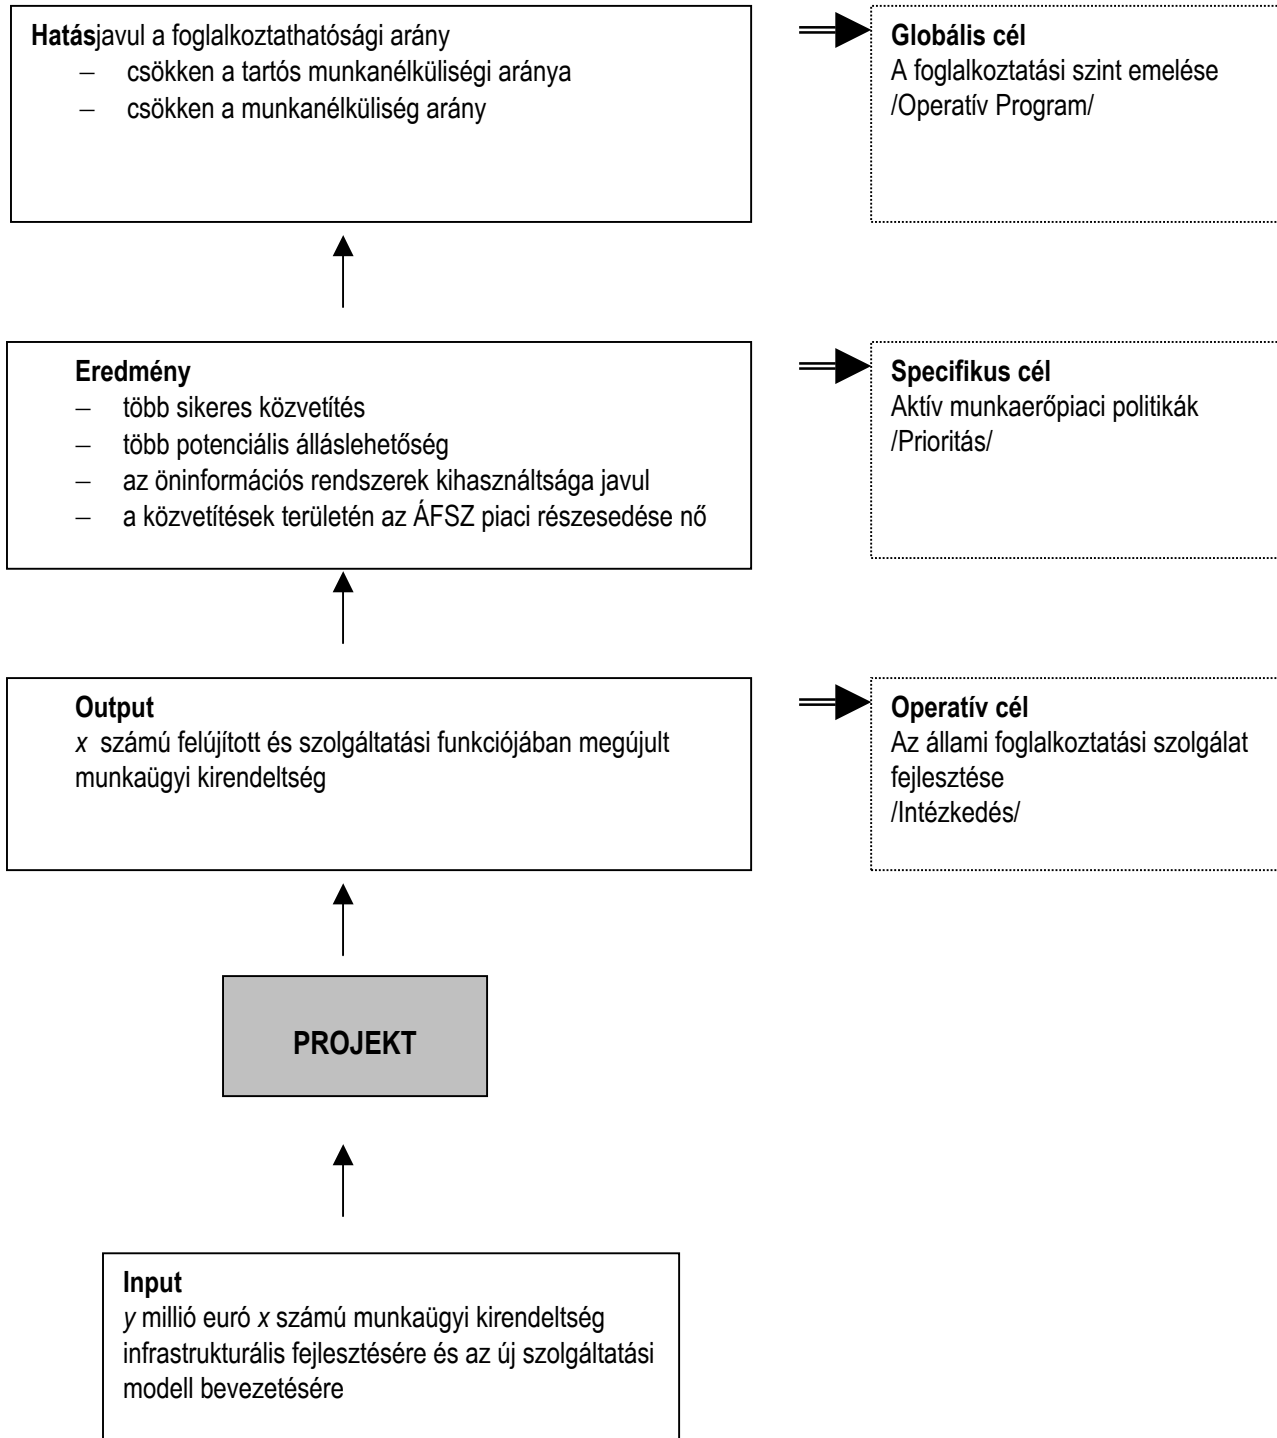 Hatásjavul a foglalkoztathatósági arány
– csökken a tartós munkanélküliségi aránya
– csökken a munkanélküliség arány
Globális cél
A foglalkoztatási szint emelése
/Operatív Program/
Eredmény
– több sikeres közvetítés
– több potenciális álláslehetőség
– az öninformációs rendszerek kihasználtsága javul
– a közvetítések területén az ÁFSZ piaci részesedése nő
Specifikus cél
Aktív munkaerőpiaci politikák
/Prioritás/
Output
x számú felújított és szolgáltatási funkciójában megújult
munkaügyi kirendeltség
Operatív cél
Az állami foglalkoztatási szolgálat
fejlesztése
/Intézkedés/
PROJEKT
Input
y millió euró x számú munkaügyi kirendeltség
infrastrukturális fejlesztésére és az új szolgáltatási
modell bevezetésére